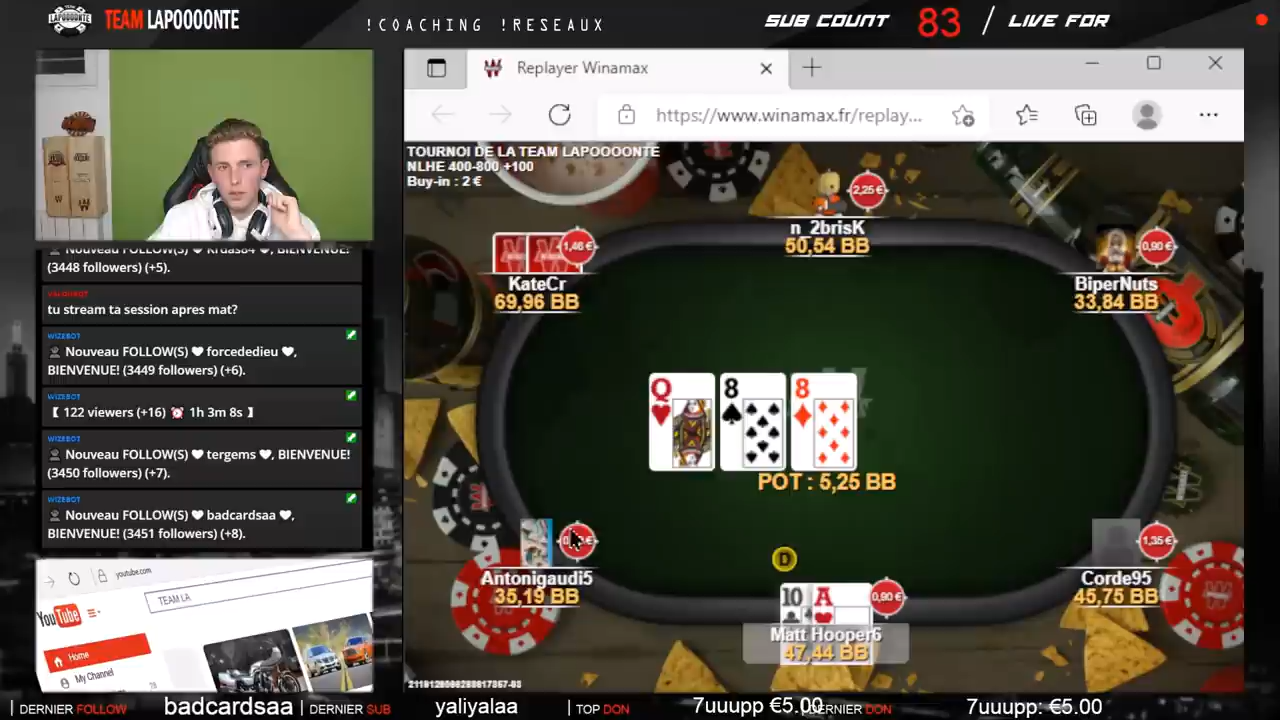 LAPOOOONTE
TEAM LAPOOOONTE
!COACHING !RESEAUX
SUB COUNT 83 / LIVE FOR
Replayer Winamax
https://www.winamax.fr/replay...
TOURNOI DE LA TEAM LAPOOOONTE
NLHE 400-800 +100
Buy-in : 2 €
2,25 €
n_2brisK
50,54 BB
1,46 €
KateCr
69,96 BB
0,90 €
BiperNuts
33,84 BB
Q 8 8
POT : 5,25 BB
Antonigaudi5
35,19 BB
D
1,35 €
Corde95
45,75 BB
10 A
0,90 €
Matt Hooper6
47,44 BB
(3448 followers) (+5).
tu stream ta session apres mat?
WIZEBOT
Nouveau FOLLOW(S) ❤ forcededieu ❤,
BIENVENUE! (3449 followers) (+6).
WIZEBOT
【 122 viewers (+16) ⏰ 1h 3m 8s 】
WIZEBOT
Nouveau FOLLOW(S) ❤ tergems ❤, BIENVENUE!
(3450 followers) (+7).
WIZEBOT
Nouveau FOLLOW(S) ❤ badcardsaa ❤,
BIENVENUE! (3451 followers) (+8).
youtube.com
YouTube
TEAM LA
Home
My Channel
| DERNIER FOLLOW badcardsaa | DERNIER SUB yaliyalaa | TOP DON 7uuupp €5.00 DERNIER DON 7uuupp: €5.00